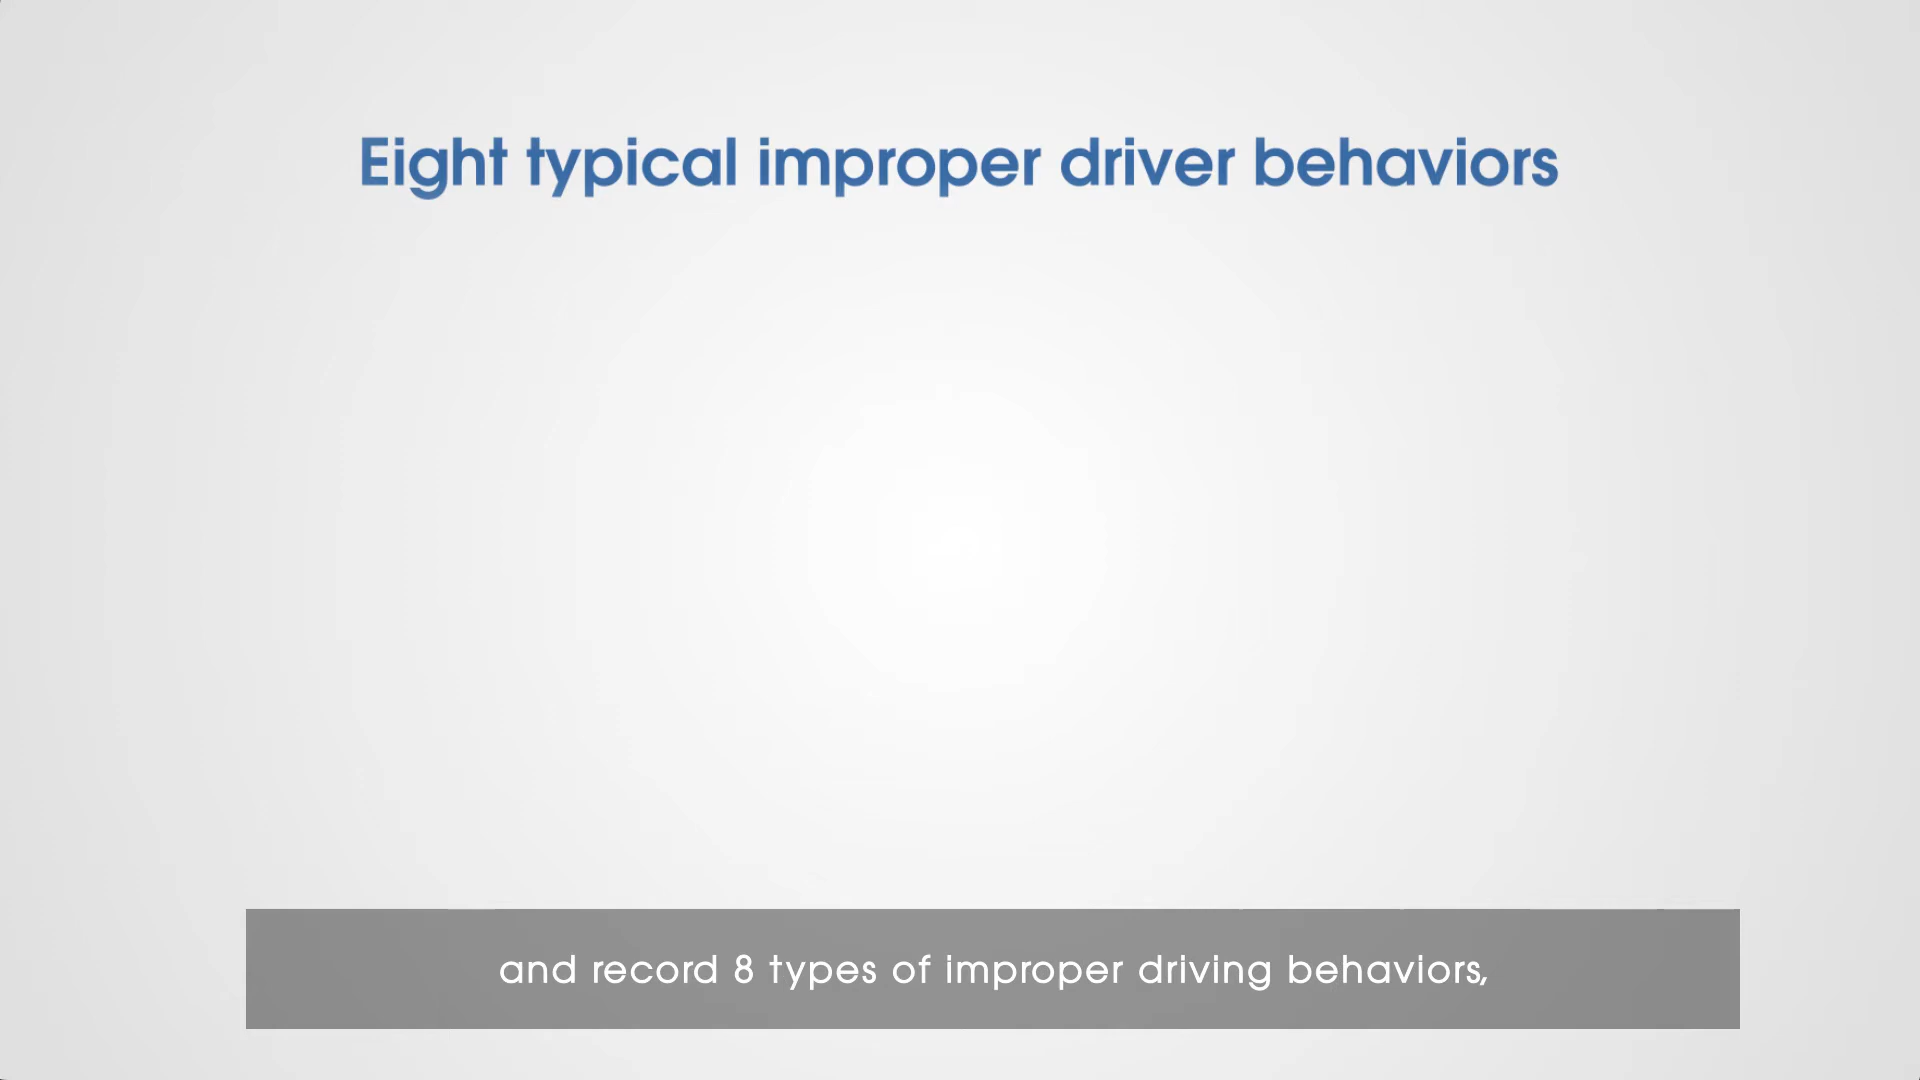 Eight typical improper driver behaviors
and record 8 types of improper driving behaviors,